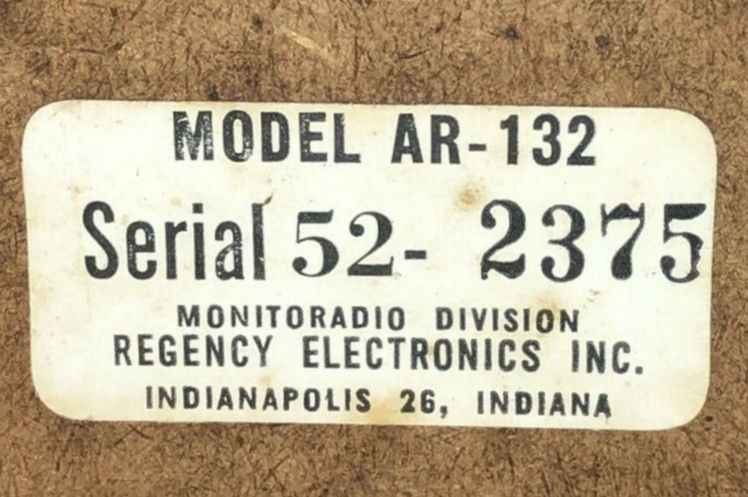 MODEL AR-132
Serial 52- 2375
MONITORADIO DIVISION
REGENCY ELECTRONICS INC.
INDIANAPOLIS 26, INDIANA